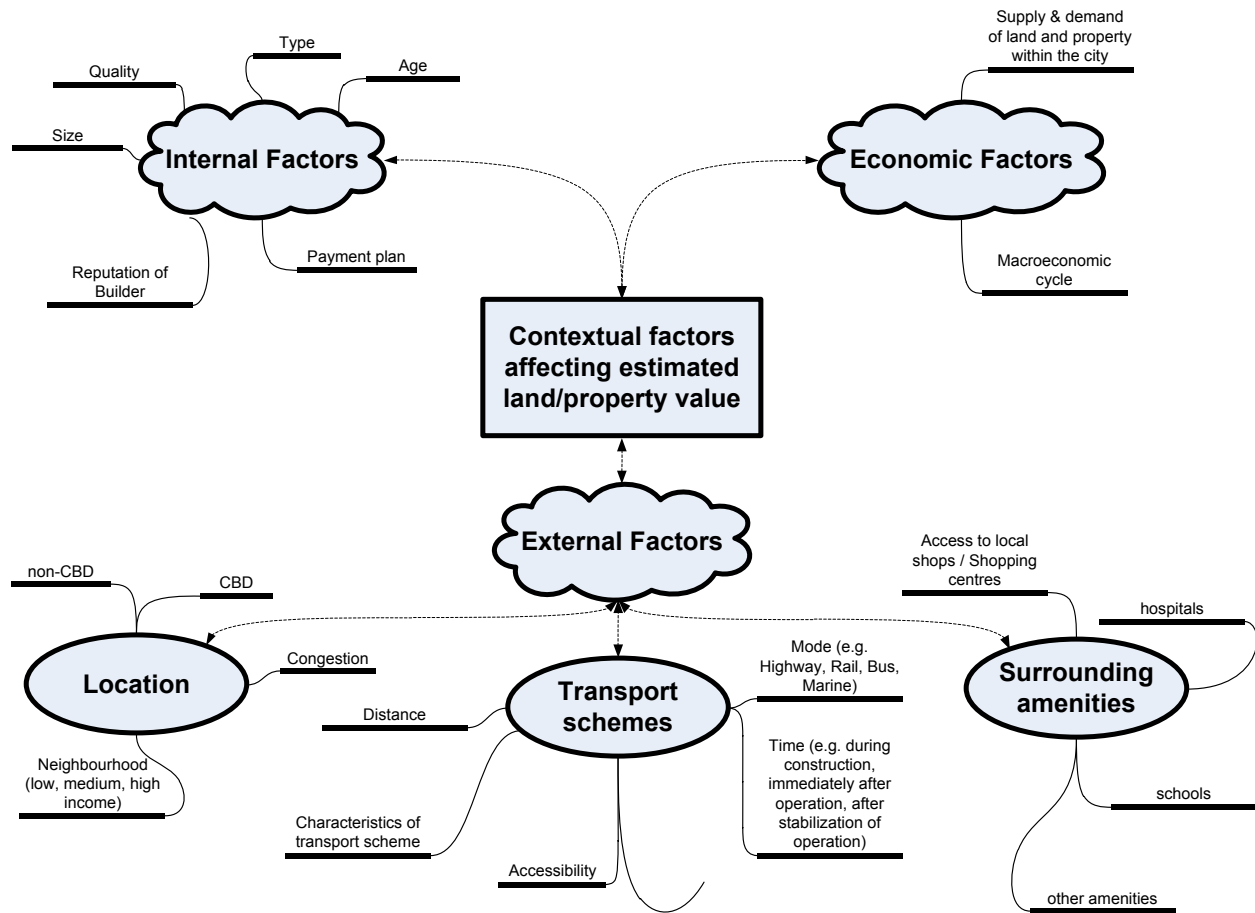 Supply & demand
of land and property
within the city
Type
Quality
Age
Size
Internal Factors
Economic Factors
Payment plan
Reputation of
Builder
Macroeconomic
cycle
Contextual factors
affecting estimated
land/property value
External Factors
Access to local
shops / Shopping
centres
non-CBD
CBD
hospitals
Congestion
Location
Mode (e.g.
Highway, Rail, Bus,
Marine)
Transport
schemes
Surrounding
amenities
Distance
Neighbourhood
(low, medium, high
income)
Time (e.g. during
construction,
immediately after
operation, after
stabilization of
operation)
schools
Characteristics of
transport scheme
Accessibility
other amenities